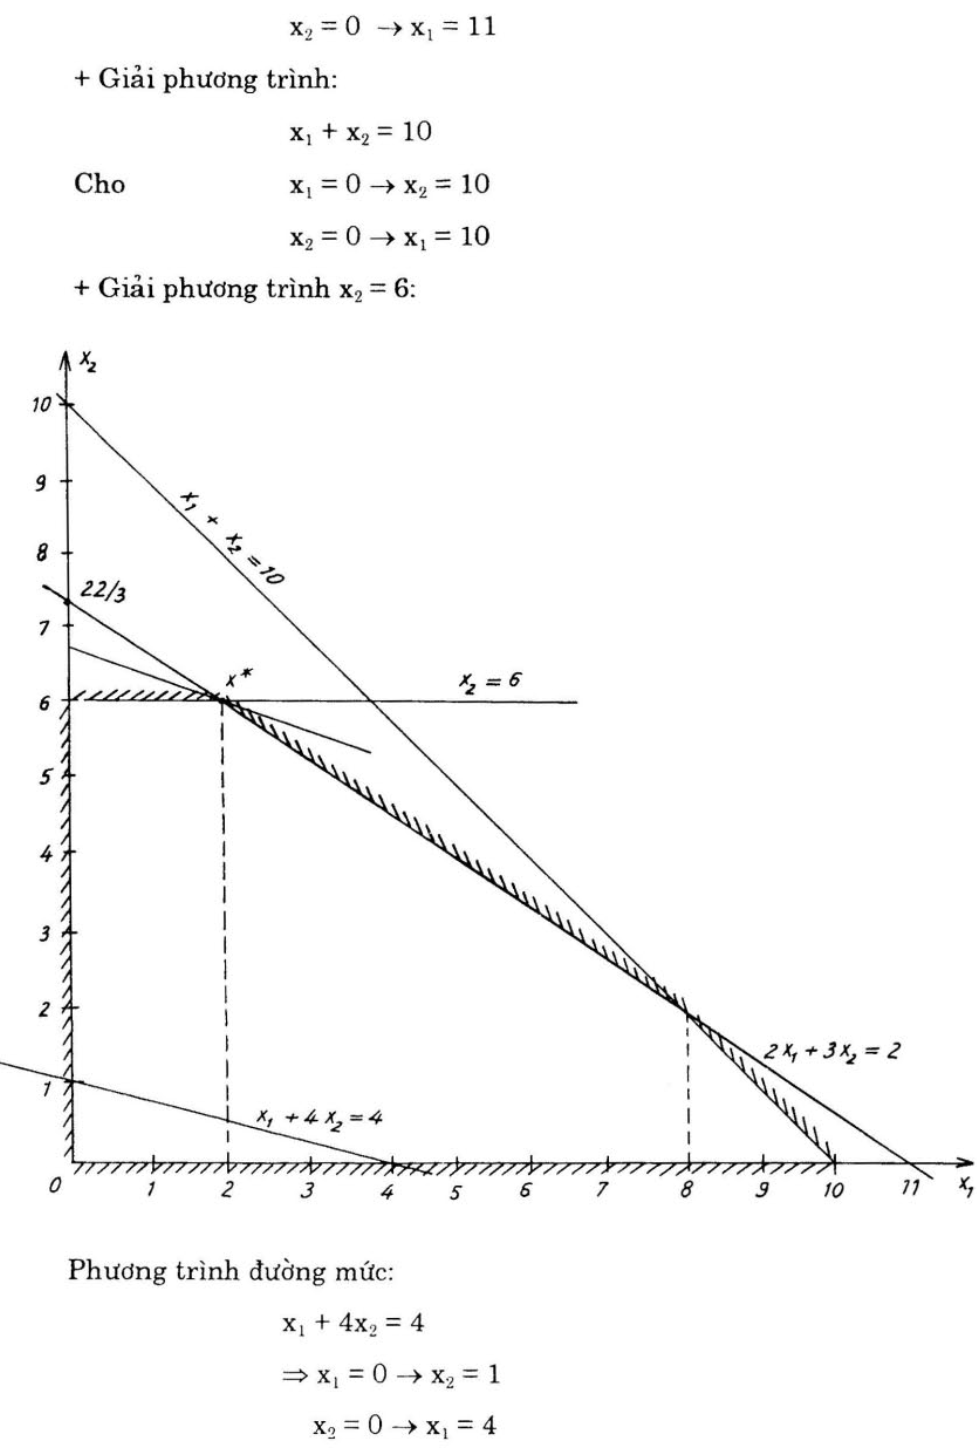 x₂ = 0 → x₁ = 11
+ Giải phương trình:
x₁ + x₂ = 10
Cho x₁ = 0 → x₂ = 10
x₂ = 0 → x₁ = 10
+ Giải phương trình x₂ = 6:
x₂
10
9
x₁ + x₂ = 10
8
22/3
7
x*
x₂ = 6
6
5
4
3
2
2x₁ + 3x₂ = 2
1
x₁ + 4x₂ = 4
0 1 2 3 4 5 6 7 8 9 10 11 x₁
Phương trình đường mức:
x₁ + 4x₂ = 4
⇒ x₁ = 0 → x₂ = 1
x₂ = 0 → x₁ = 4